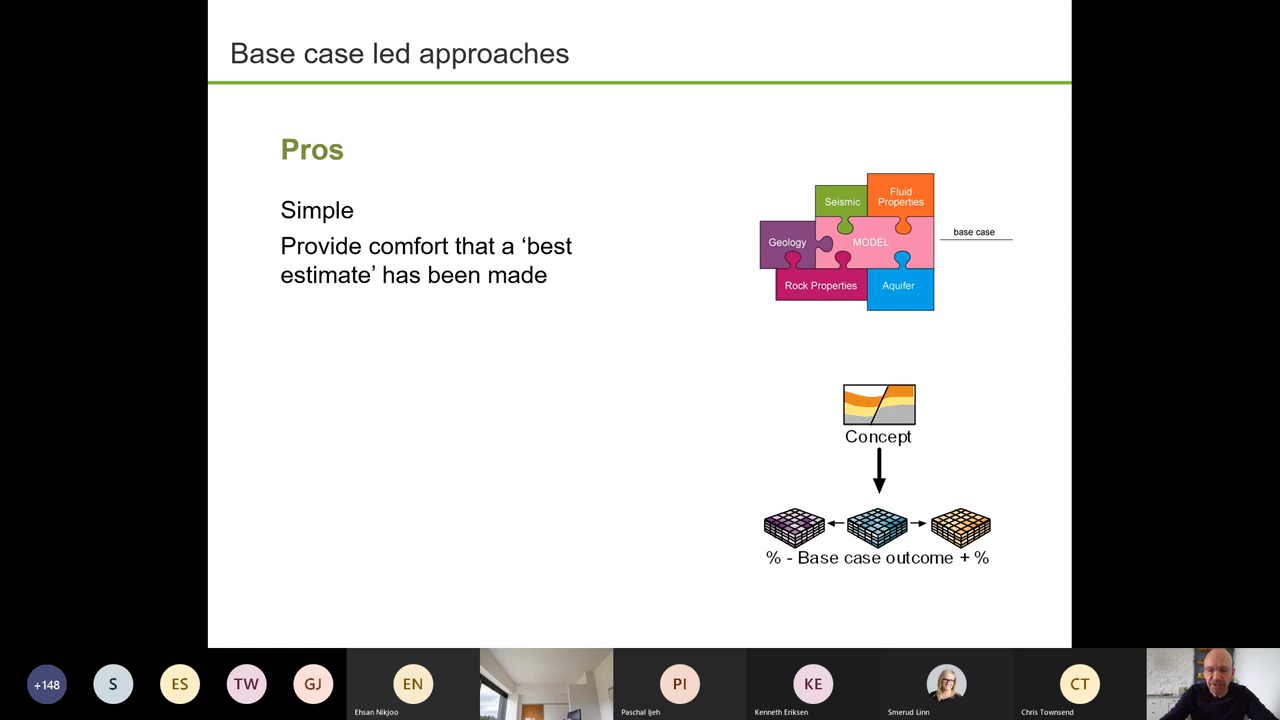 Base case led approaches
Pros
Simple
Provide comfort that a ‘best
estimate’ has been made
Seismic
Fluid
Properties
Geology
MODEL
base case
Rock Properties
Aquifer
Concept
% - Base case outcome + %
+148
S
ES
TW
GJ
EN
Ehsan Nikjoo
PI
Paschal Ijeh
KE
Kenneth Eriksen
Smerud Linn
CT
Chris Townsend